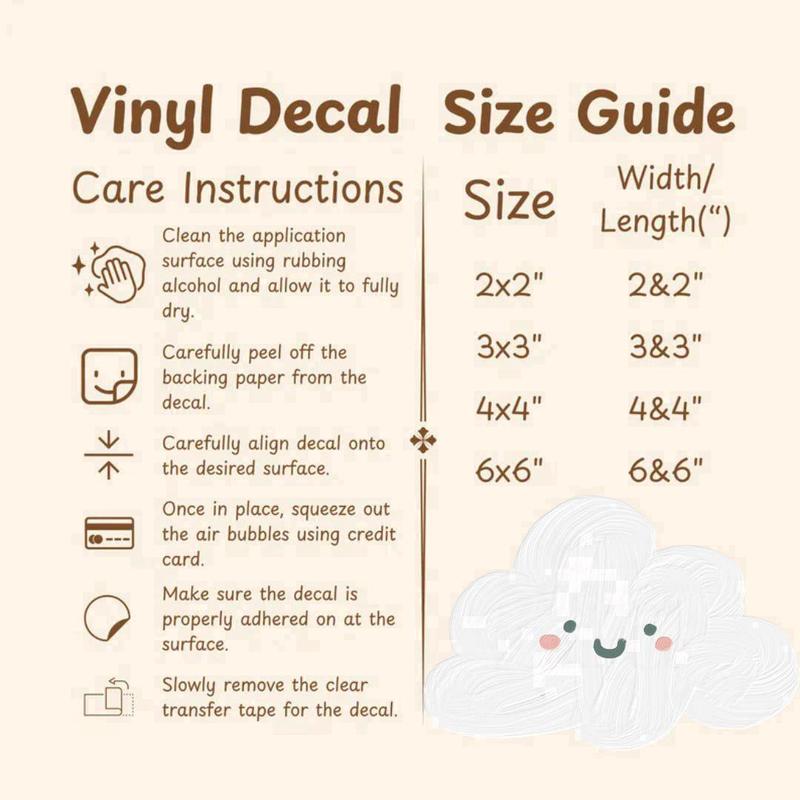 Vinyl Decal
Care Instructions
Clean the application
surface using rubbing
alcohol and allow it to fully
dry.
Carefully peel off the
backing paper from the
decal.
Carefully align decal onto
the desired surface.
Once in place, squeeze out
the air bubbles using credit
card.
Make sure the decal is
properly adhered on at the
surface.
Slowly remove the clear
transfer tape for the decal.
Size Guide
Size
Width/
Length(“)
2x2" 2&2"
3x3" 3&3"
4x4" 4&4"
6x6" 6&6"